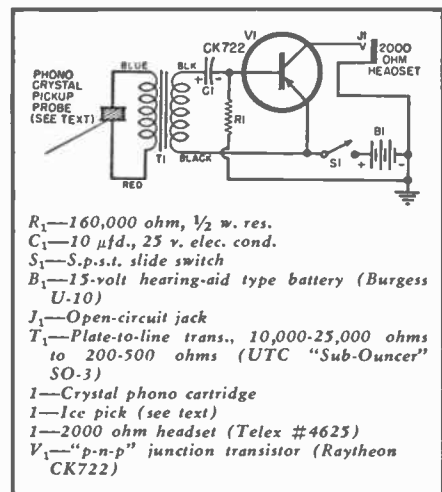 V1
CK722
J1
2000
OHM
HEADSET
BLUE
BLK
+
-
C1
PHONO
CRYSTAL
PICKUP
PROBE
(SEE TEXT)
R1
T1
B1
BLACK
S1
+
-
RED
R₁—160,000 ohm, ½ w. res.
C₁—10 µfd., 25 v. elec. cond.
S₁—S.p.s.t. slide switch
B₁—15-volt hearing-aid type battery (Burgess
U-10)
J₁—Open-circuit jack
T₁—Plate-to-line trans., 10,000-25,000 ohms
to 200-500 ohms (UTC "Sub-Ouncer"
SO-3)
1—Crystal phono cartridge
1—Ice pick (see text)
1—2000 ohm headset (Telex #4625)
V₁—"p-n-p" junction transistor (Raytheon
CK722)